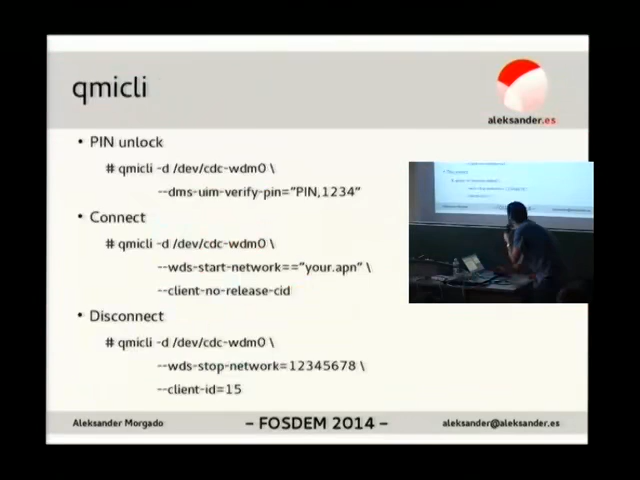 qmicli
aleksander.es
• PIN unlock
# qmicli -d /dev/cdc-wdm0 \
--dms-uim-verify-pin=”PIN,1234”
• Connect
# qmicli -d /dev/cdc-wdm0 \
--wds-start-network==”your.apn” \
--client-no-release-cid
• Disconnect
# qmicli -d /dev/cdc-wdm0 \
--wds-stop-network=12345678 \
--client-id=15
Aleksander Morgado
– FOSDEM 2014 –
aleksander@aleksander.es